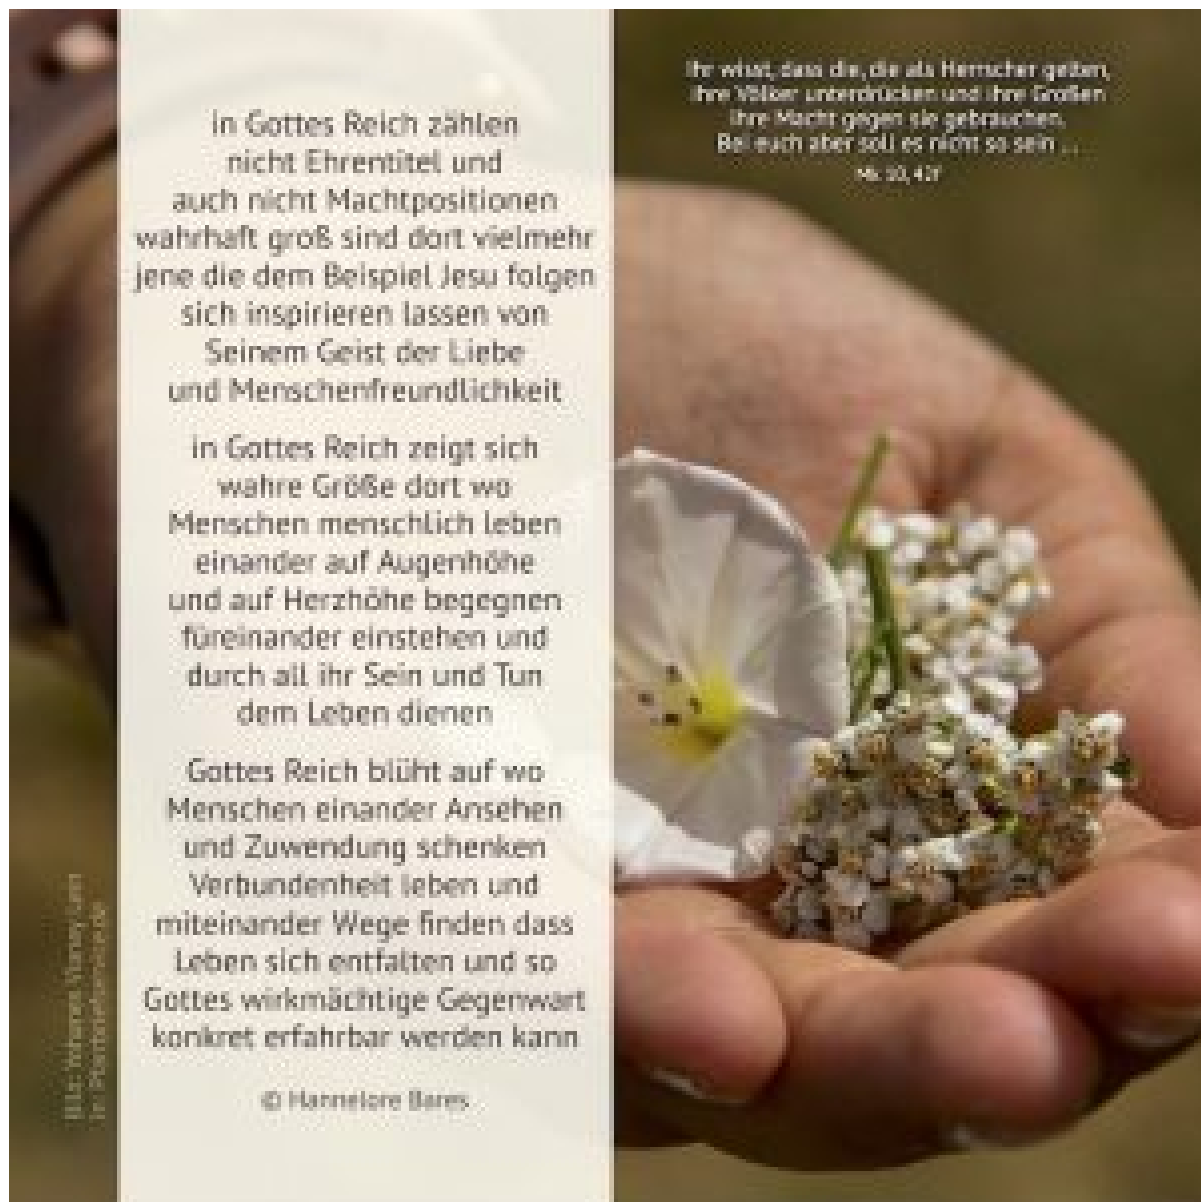 in Gottes Reich zählen
nicht Ehrentitel und
auch nicht Machtpositionen
wahrhaft groß sind dort vielmehr
jene die dem Beispiel Jesu folgen
sich inspirieren lassen von
Seinem Geist der Liebe
und Menschenfreundlichkeit
in Gottes Reich zeigt sich
wahre Größe dort wo
Menschen menschlich leben
einander auf Augenhöhe
und auf Herzhöhe begegnen
füreinander einstehen und
durch all ihr Sein und Tun
dem Leben dienen
Gottes Reich blüht auf wo
Menschen einander Ansehen
und Zuwendung schenken
Verbundenheit leben und
miteinander Wege finden dass
Leben sich entfalten und so
Gottes wirkmächtige Gegenwart
konkret erfahrbar werden kann
© Hannelore Bares
Ihr wisst, dass die, die als Herrscher gelten,
ihre Völker unterdrücken und ihre Großen
ihre Macht gegen sie gebrauchen.
Bei euch aber soll es nicht so sein ...
Mk 10, 42f
In: Pfarrbriefservice.de